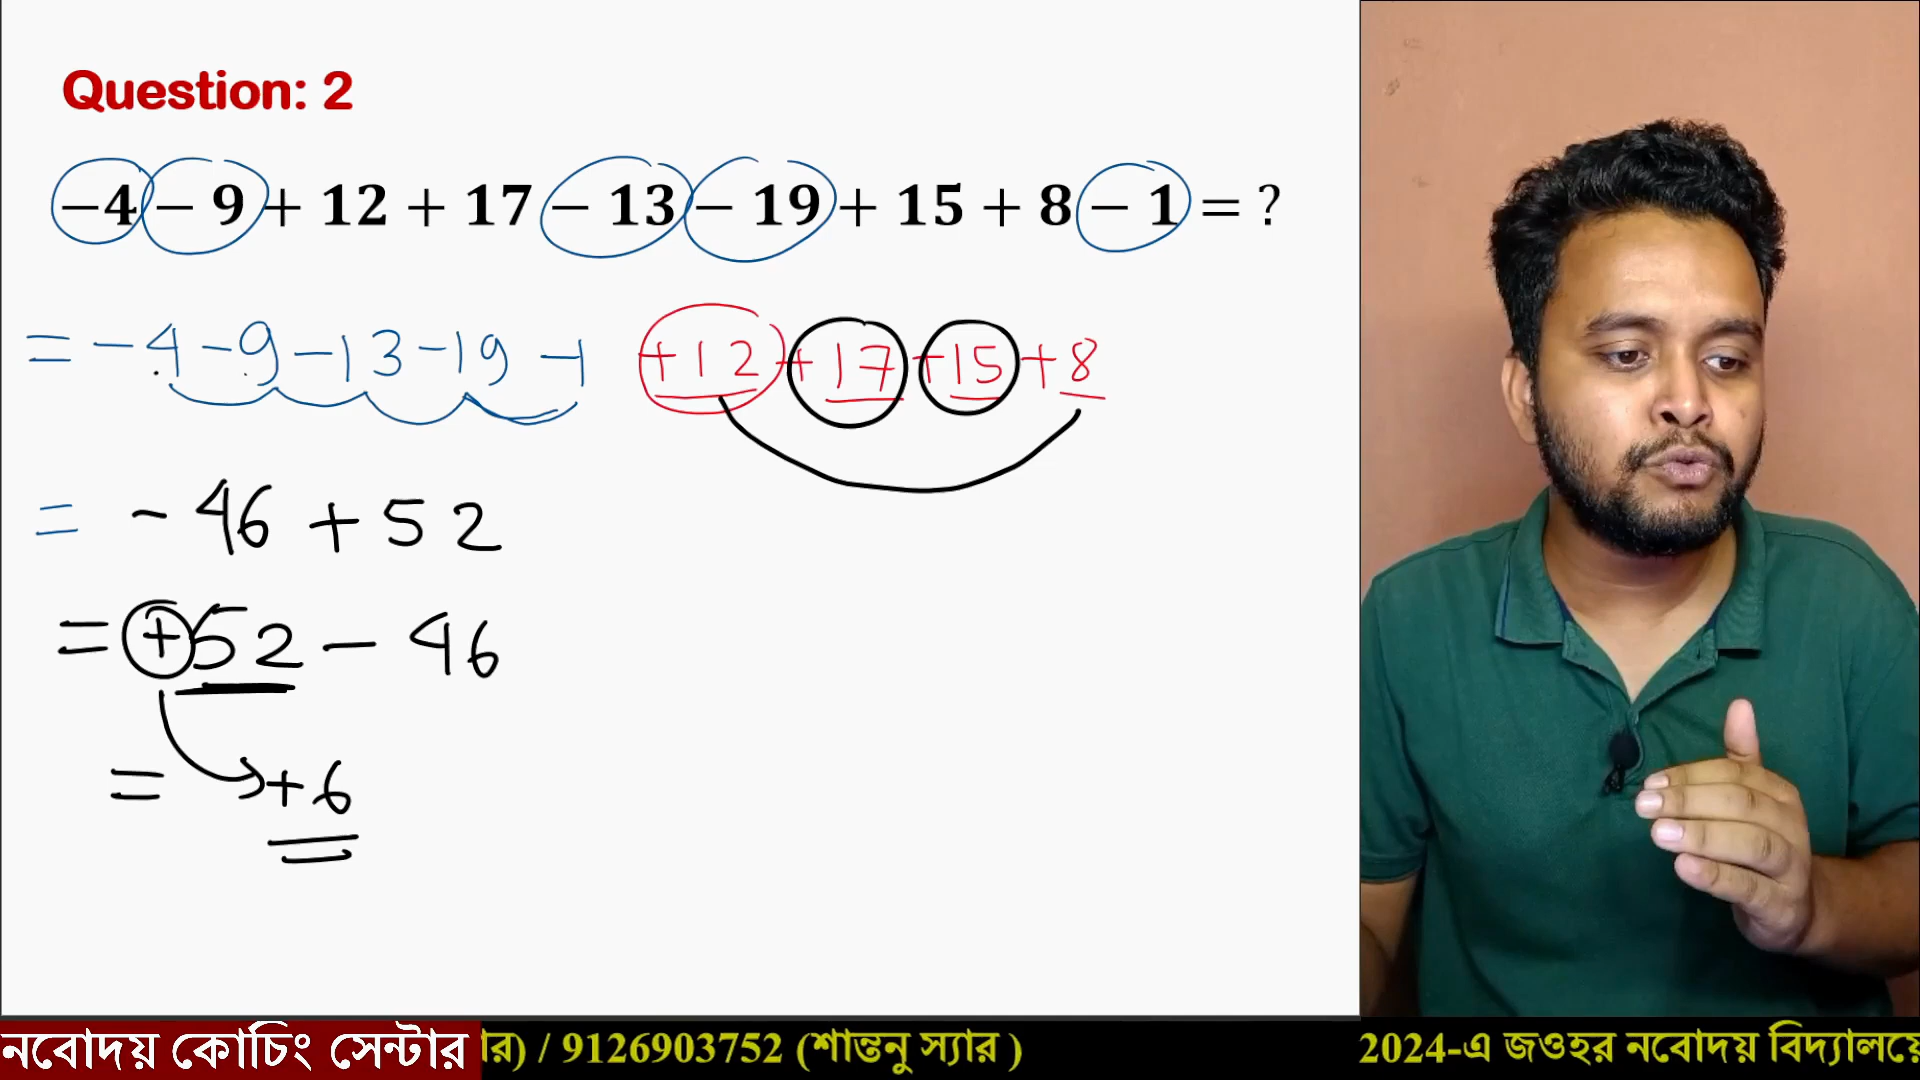 Question: 2
−4 − 9 + 12 + 17 − 13 − 19 + 15 + 8 − 1 = ?
= −4 −9 −13 −19 −1 +12 +17 +15 +8
= −46 + 52
= +52 − 46
= +6
নবোদয় কোচিং সেন্টার
ার) / 9126903752 (শান্তনু স্যার )
2024-এ জওহর নবোদয় বিদ্যালয়ে